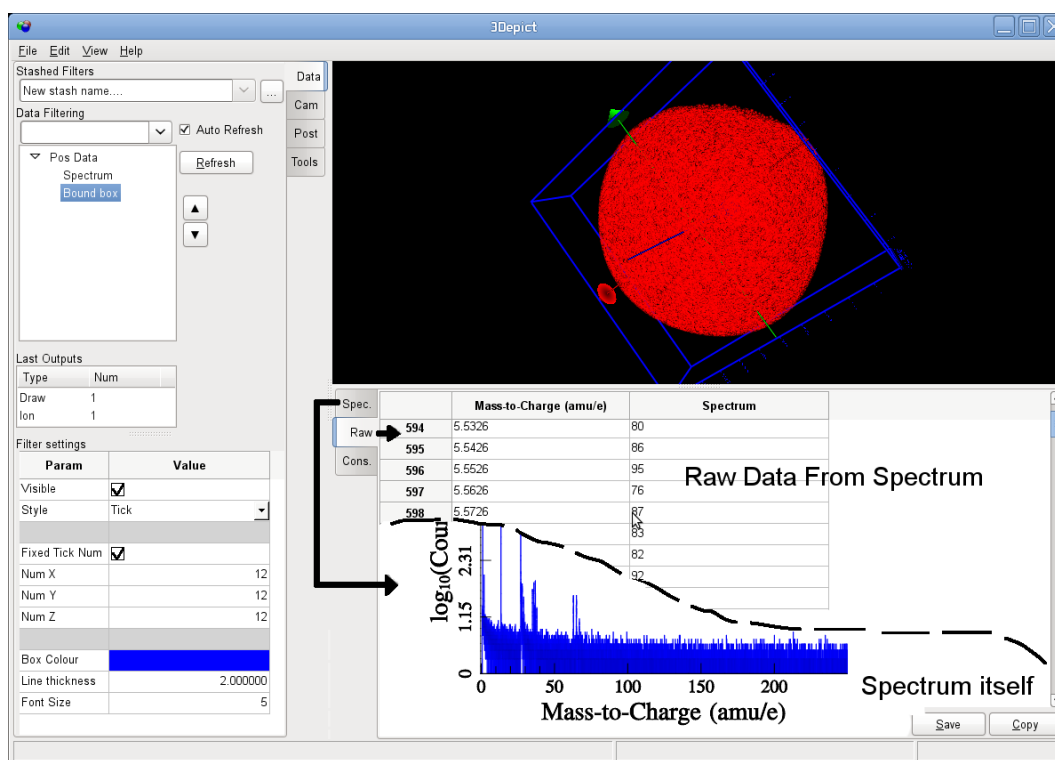 3Depict
File Edit View Help
Stashed Filters
New stash name....
...
Data Filtering
Auto Refresh
Pos Data
Spectrum
Bound box
Refresh
Data
Cam
Post
Tools
Last Outputs
Type Num
Draw 1
Ion 1
Filter settings
Param Value
Visible
Style Tick
Fixed Tick Num
Num X 12
Num Y 12
Num Z 12
Box Colour
Line thickness 2.000000
Font Size 5
Spec.
Raw
Cons.
Mass-to-Charge (amu/e) Spectrum
594 5.5326 80
595 5.5426 86
596 5.5526 95
597 5.5626 76
598 5.5726 87
83
82
92
Raw Data From Spectrum
log10(Cour
2.31
1.15
0
0 50 100 150 200
Mass-to-Charge (amu/e)
Spectrum itself
Save Copy